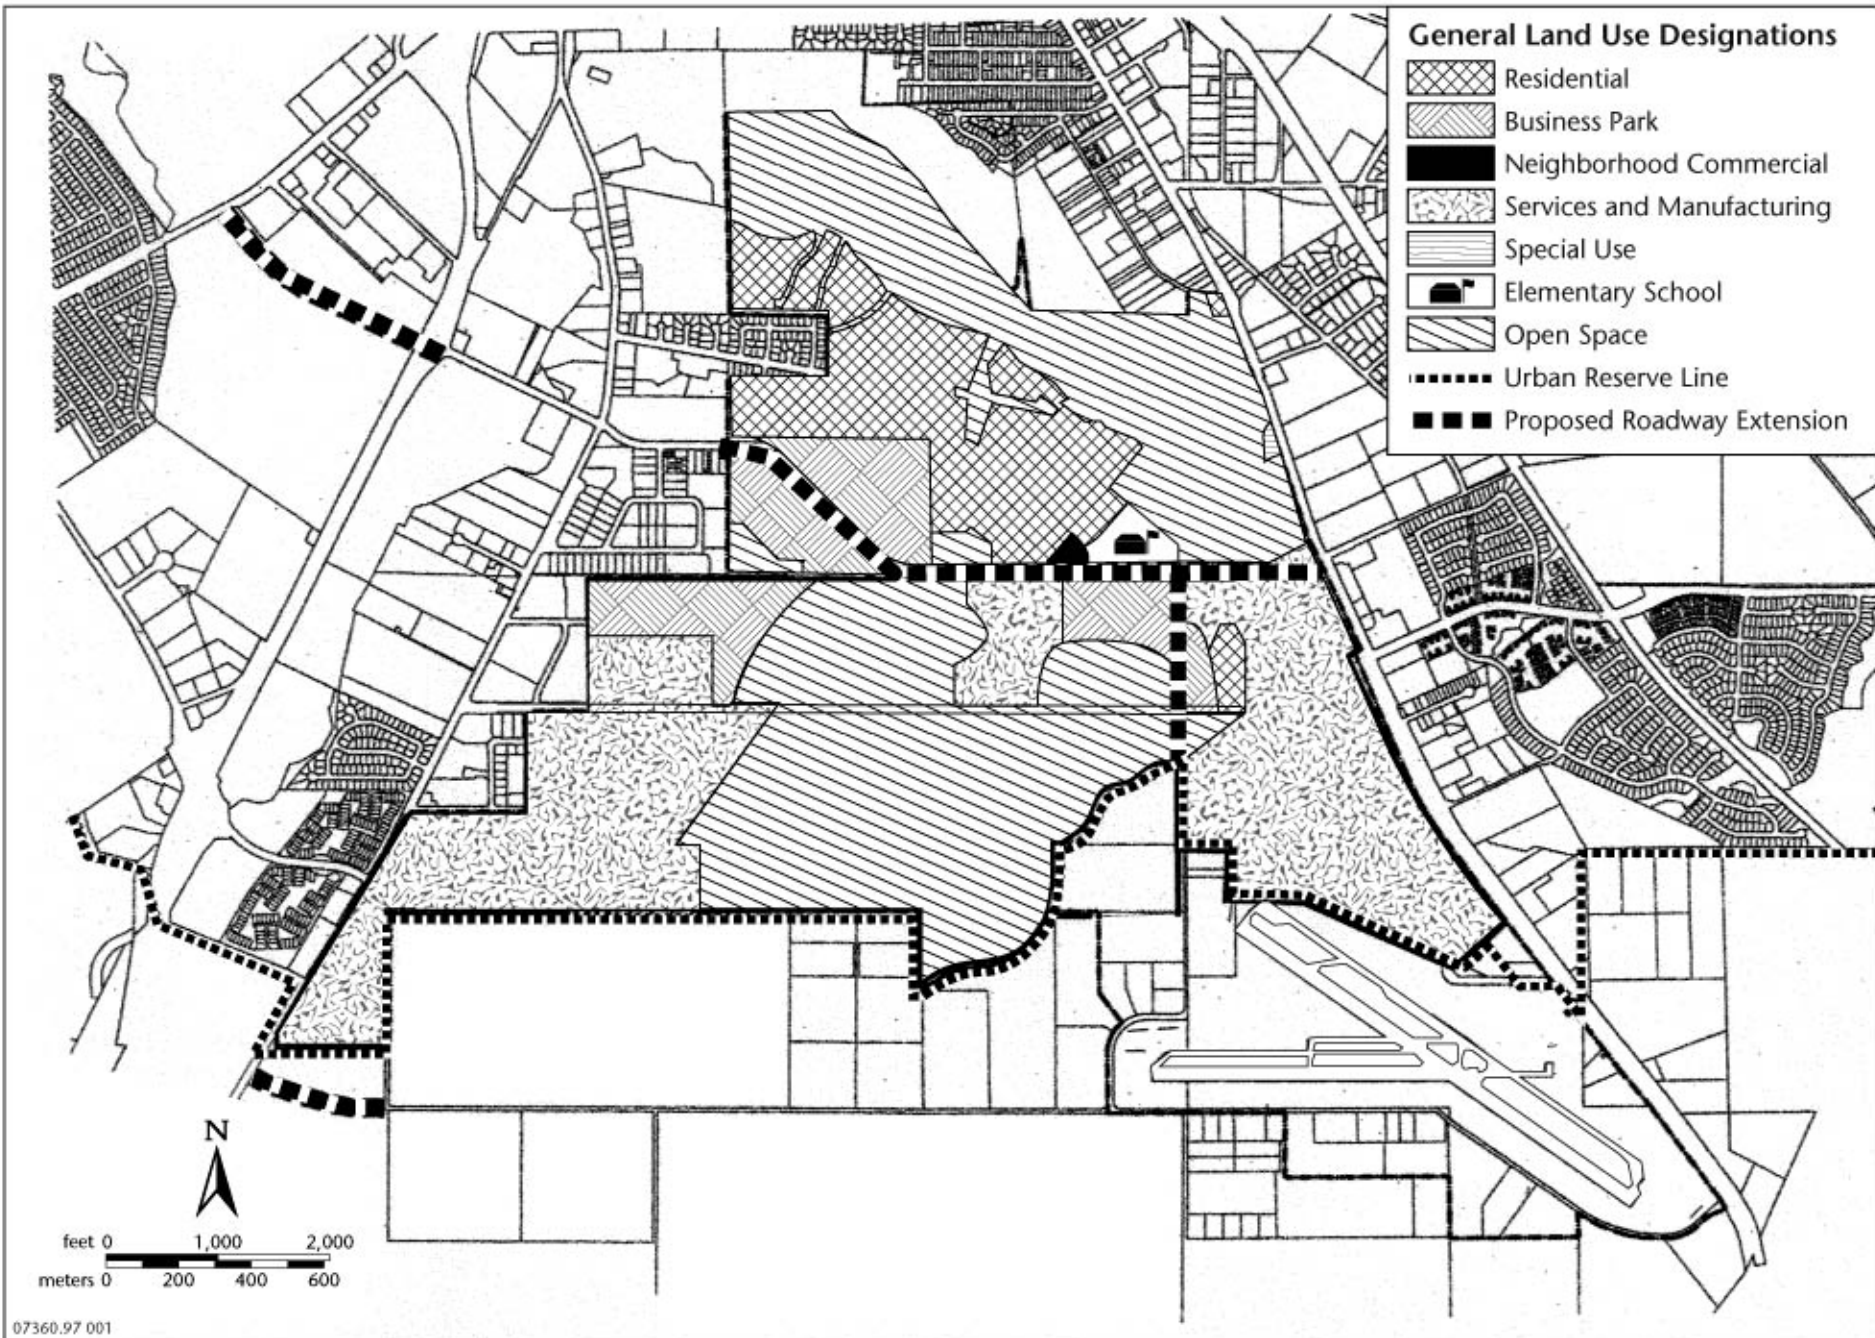 General Land Use Designations
Residential
Business Park
Neighborhood Commercial
Services and Manufacturing
Special Use
Elementary School
Open Space
Urban Reserve Line
Proposed Roadway Extension
N
feet 0 1,000 2,000
meters 0 200 400 600
07360.97 001